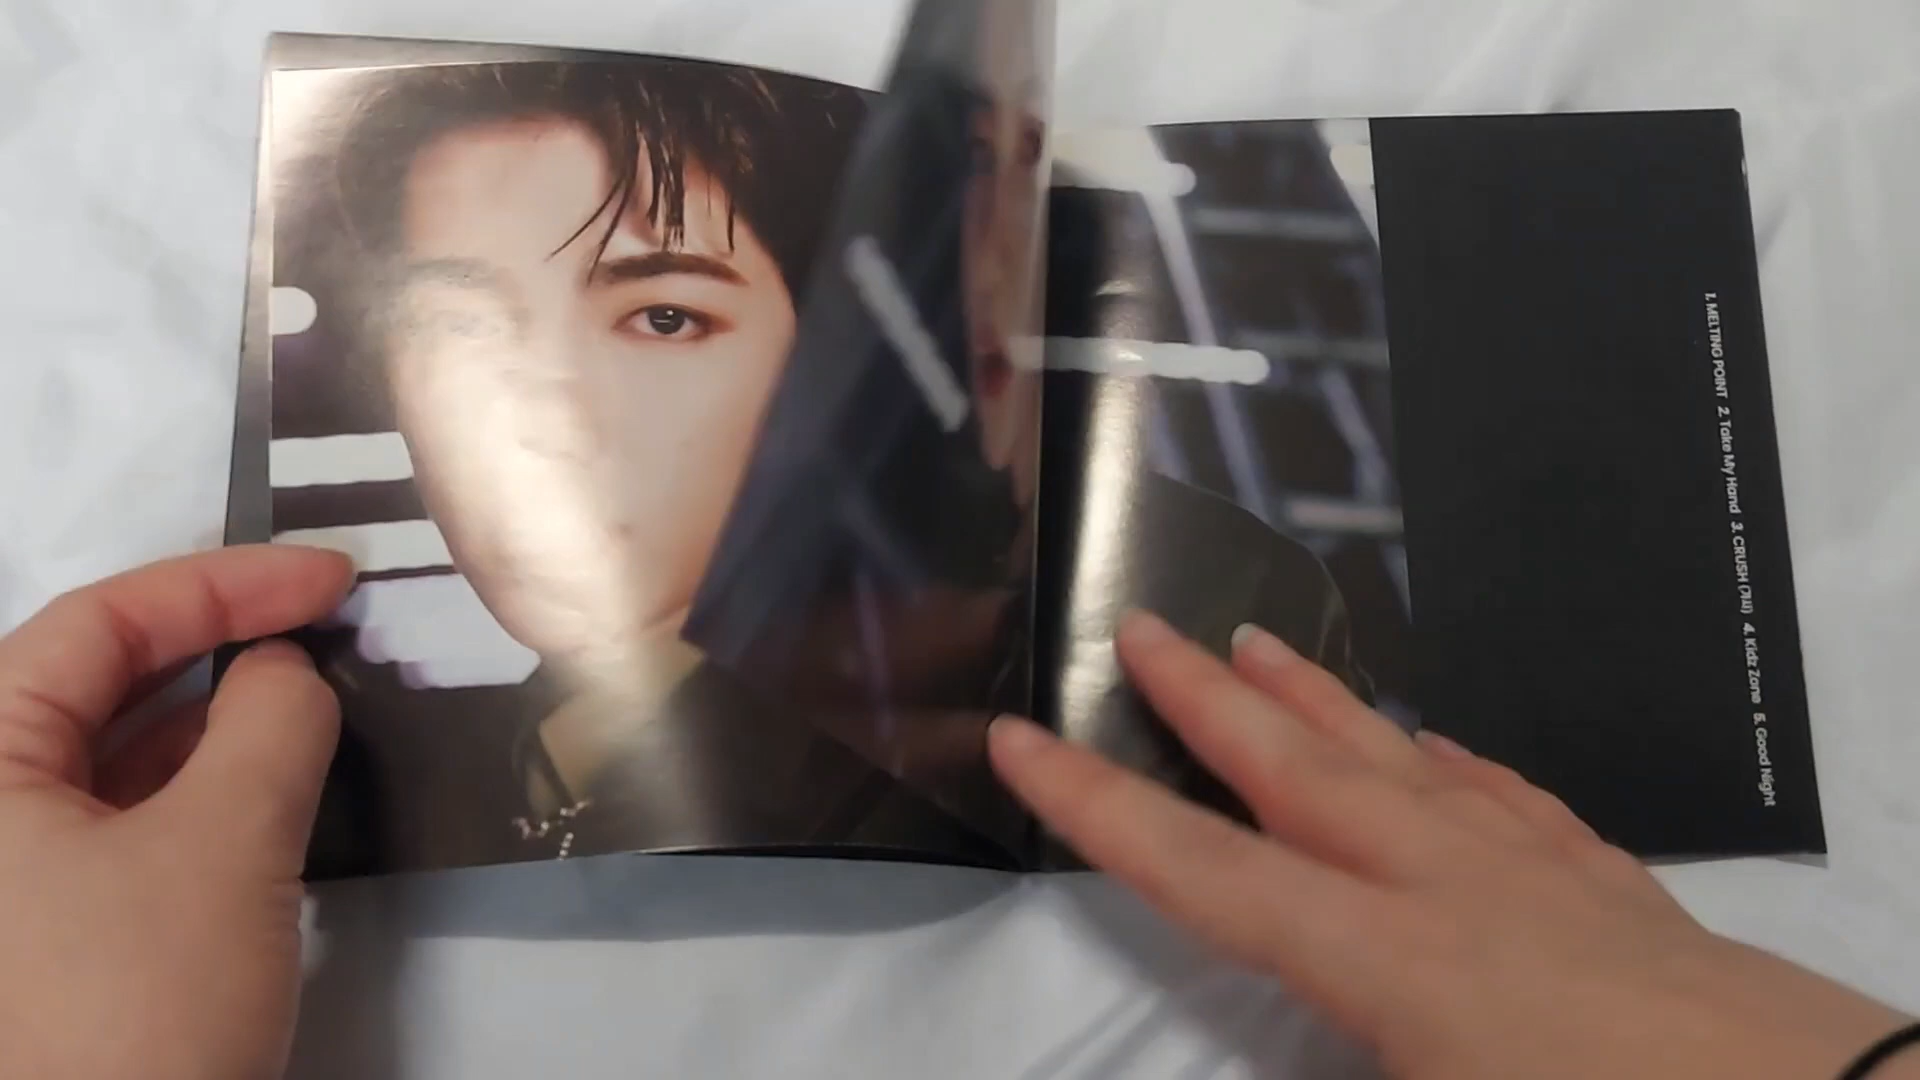 1. MELTING POINT 2. Take My Hand 3. CRUSH (가시) 4. Kidz Zone 5. Good Night